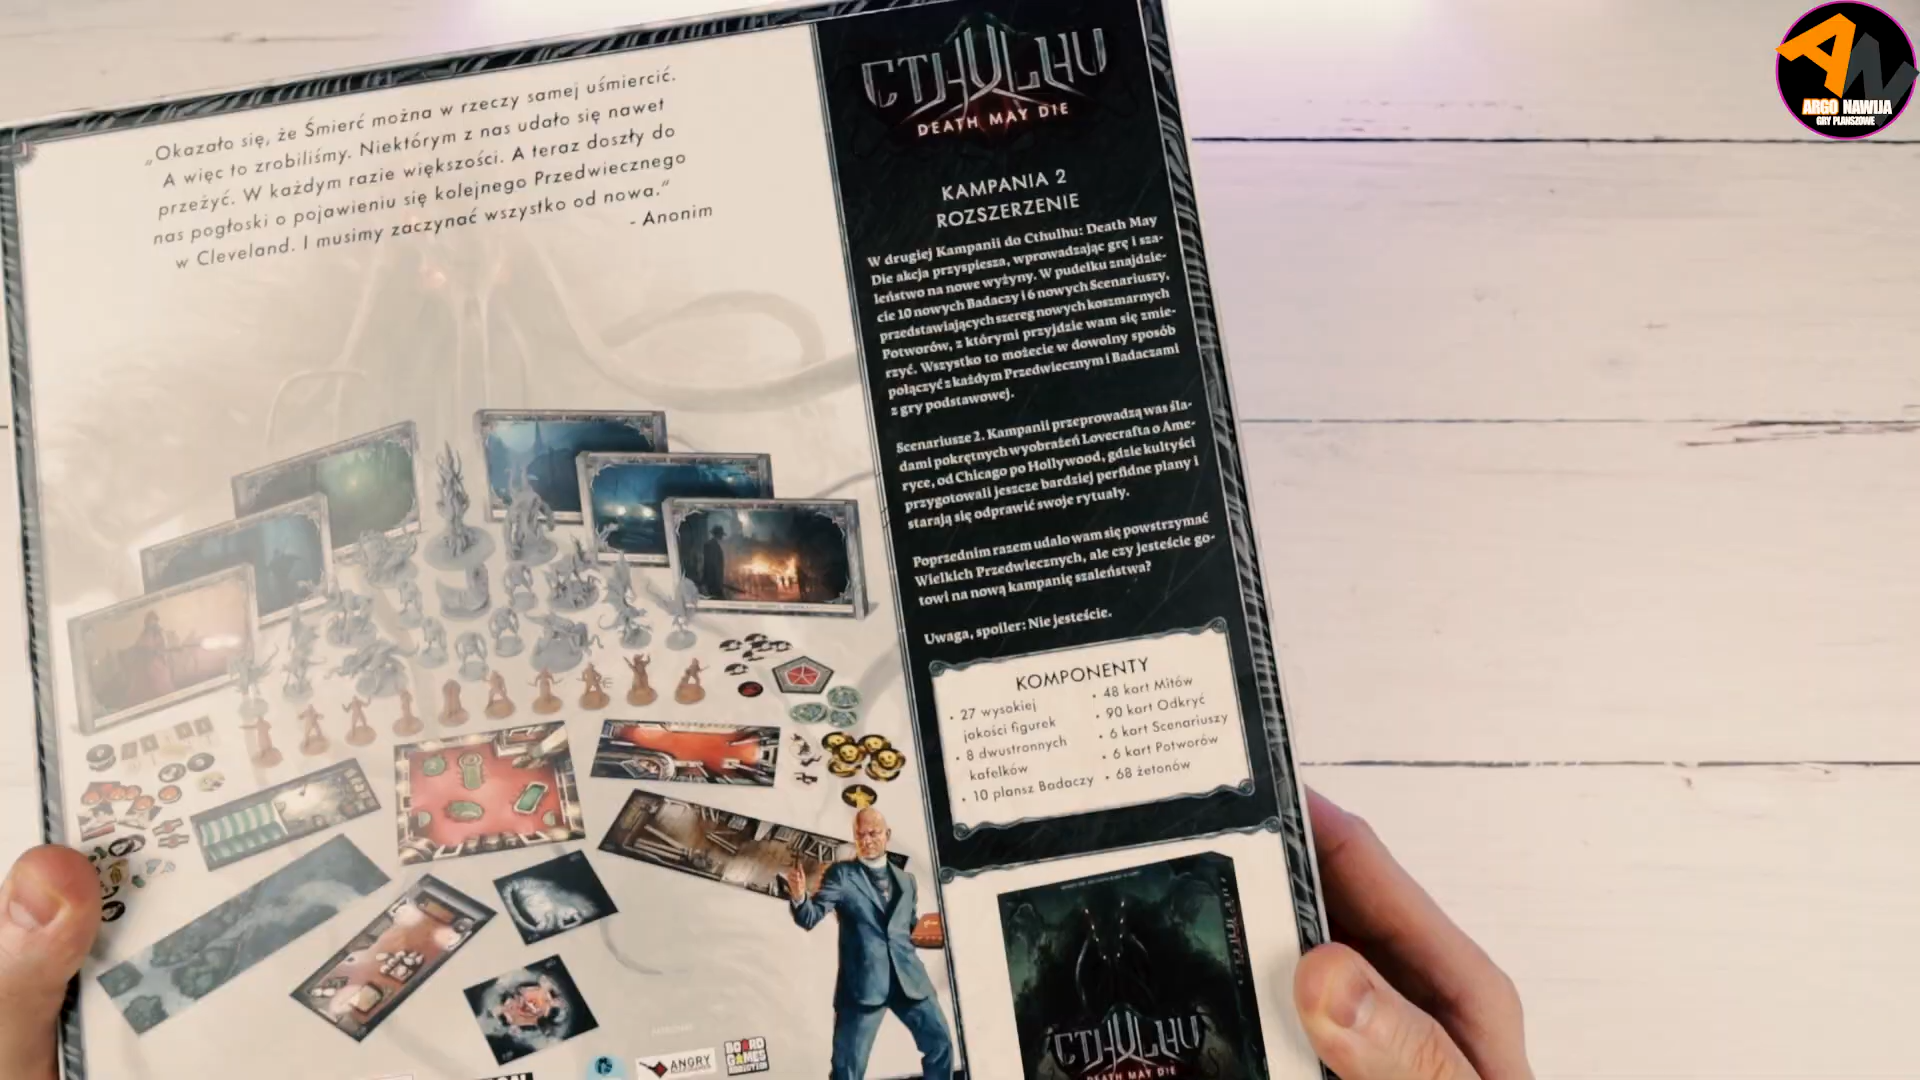 „Okazało się, że Śmierć można w rzeczy samej uśmiercić.
A więc to zrobiliśmy. Niektórym z nas udało się nawet
przeżyć. W każdym razie większości. A teraz doszły do
nas pogłoski o pojawieniu się kolejnego Przedwiecznego
w Cleveland. I musimy zaczynać wszystko od nowa.”
- Anonim
CTHULHU
DEATH MAY DIE
KAMPANIA 2
ROZSZERZENIE
W drugiej Kampanii do Cthulhu: Death May
Die akcja przyspiesza, wprowadzając grę i sza-
leństwo na nowe wyżyny. W pudełku znajdzie-
cie 10 nowych Badaczy i 6 nowych Scenariuszy,
przedstawiających szereg nowych koszmarnych
Potworów, z którymi przyjdzie wam się zmie-
rzyć. Wszystko to możecie w dowolny sposób
połączyć z każdym Przedwiecznym i Badaczami
z gry podstawowej.
Scenariusze 2. Kampanii przeprowadzą was śla-
dami pokrętnych wyobrażeń Lovecrafta o Ame-
ryce, od Chicago po Hollywood, gdzie kultyści
przygotowali jeszcze bardziej perfidne plany i
starają się odprawić swoje rytuały.
Poprzednim razem udało wam się powstrzymać
Wielkich Przedwiecznych, ale czy jesteście go-
towi na nową kampanię szaleństwa?
Uwaga, spoiler: Nie jesteście.
KOMPONENTY
• 27 wysokiej
jakości figurek
• 8 dwustronnych
kafelków
• 10 plansz Badaczy
• 48 kart Mitów
• 90 kart Odkryć
• 6 kart Scenariuszy
• 6 kart Potworów
• 68 żetonów
CTHULHU
DEATH MAY DIE
ANGRY
BOARD
GAMES
ADDICTION
AN
ARGO NAWIJA
GRY PLANSZOWE